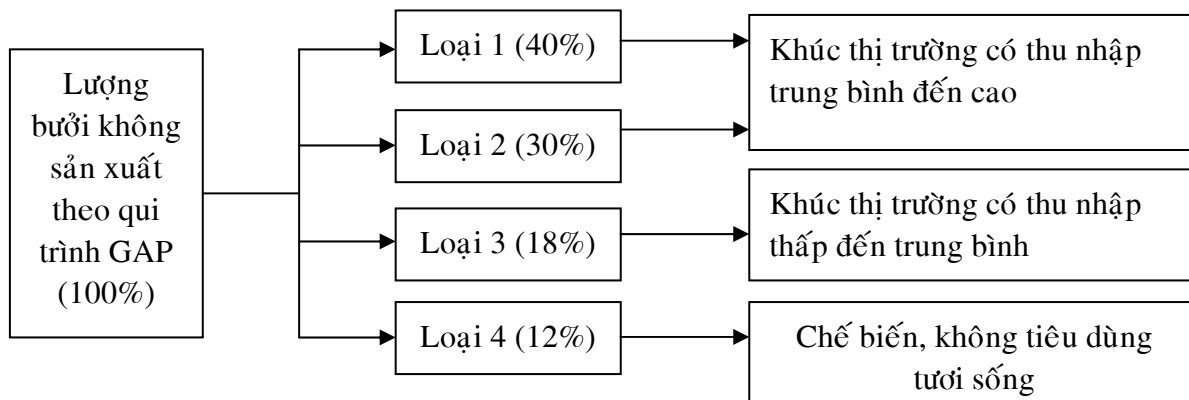 Lượng
bưởi không
sản xuất
theo qui
trình GAP
(100%)
Loại 1 (40%)
Loại 2 (30%)
Loại 3 (18%)
Loại 4 (12%)
Khúc thị trường có thu nhập
trung bình đến cao
Khúc thị trường có thu nhập
thấp đến trung bình
Chế biến, không tiêu dùng
tươi sống